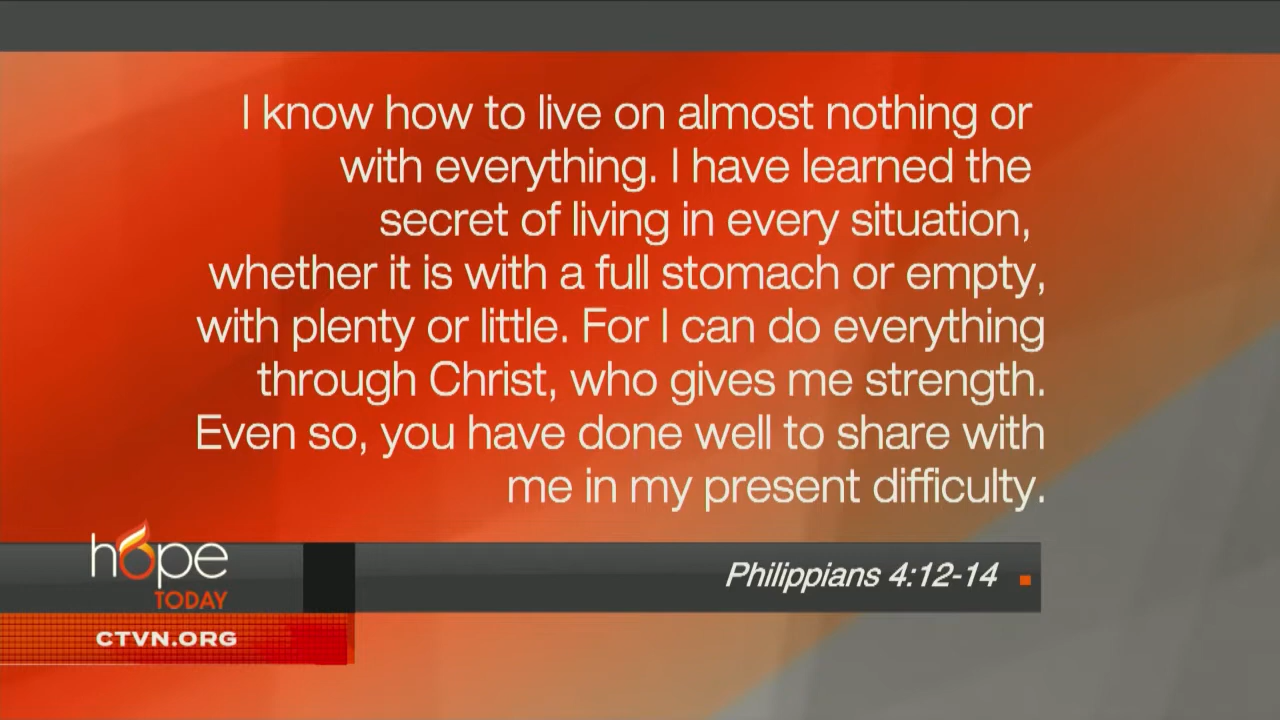 I know how to live on almost nothing or
with everything. I have learned the
secret of living in every situation,
whether it is with a full stomach or empty,
with plenty or little. For I can do everything
through Christ, who gives me strength.
Even so, you have done well to share with
me in my present difficulty.
Philippians 4:12-14
hope
TODAY
CTVN.ORG